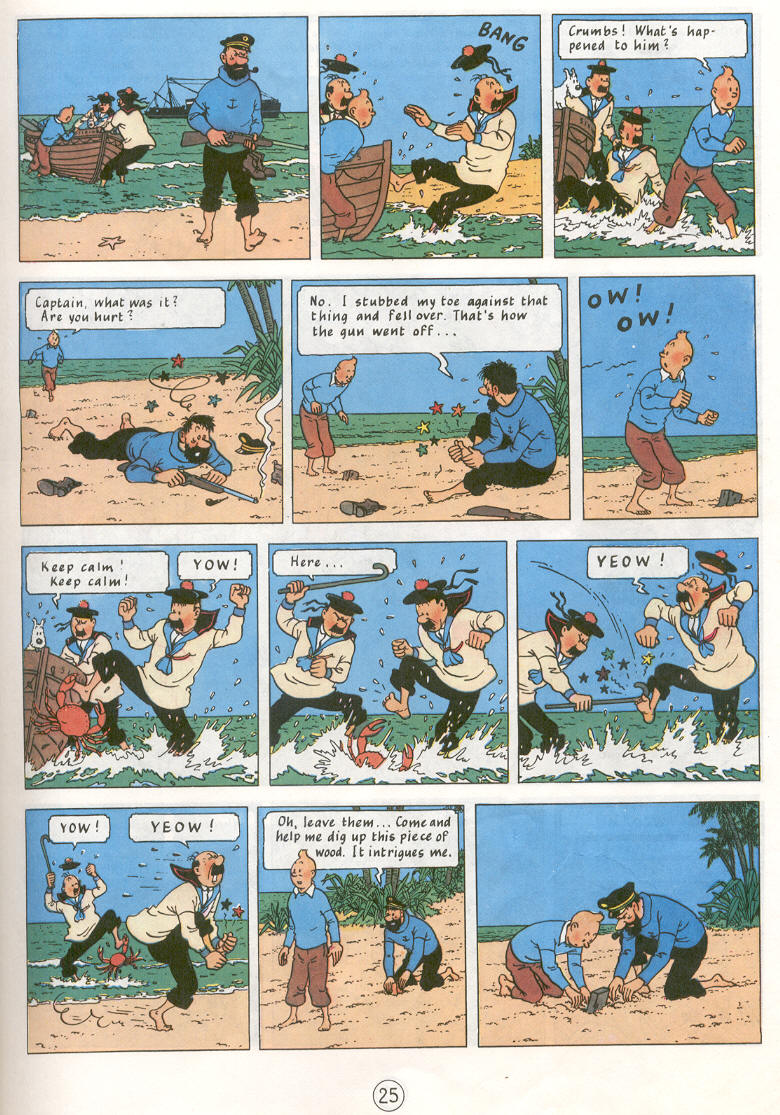 BANG
Crumbs! What's hap-
pened to him?
Captain, what was it?
Are you hurt?
No. I stubbed my toe against that
thing and fell over. That's how
the gun went off...
OW!
OW!
Keep calm!
Keep calm!
YOW!
Here...
YEOW!
YOW!
YEOW!
Oh, leave them... Come and
help me dig up this piece of
wood. It intrigues me.
25